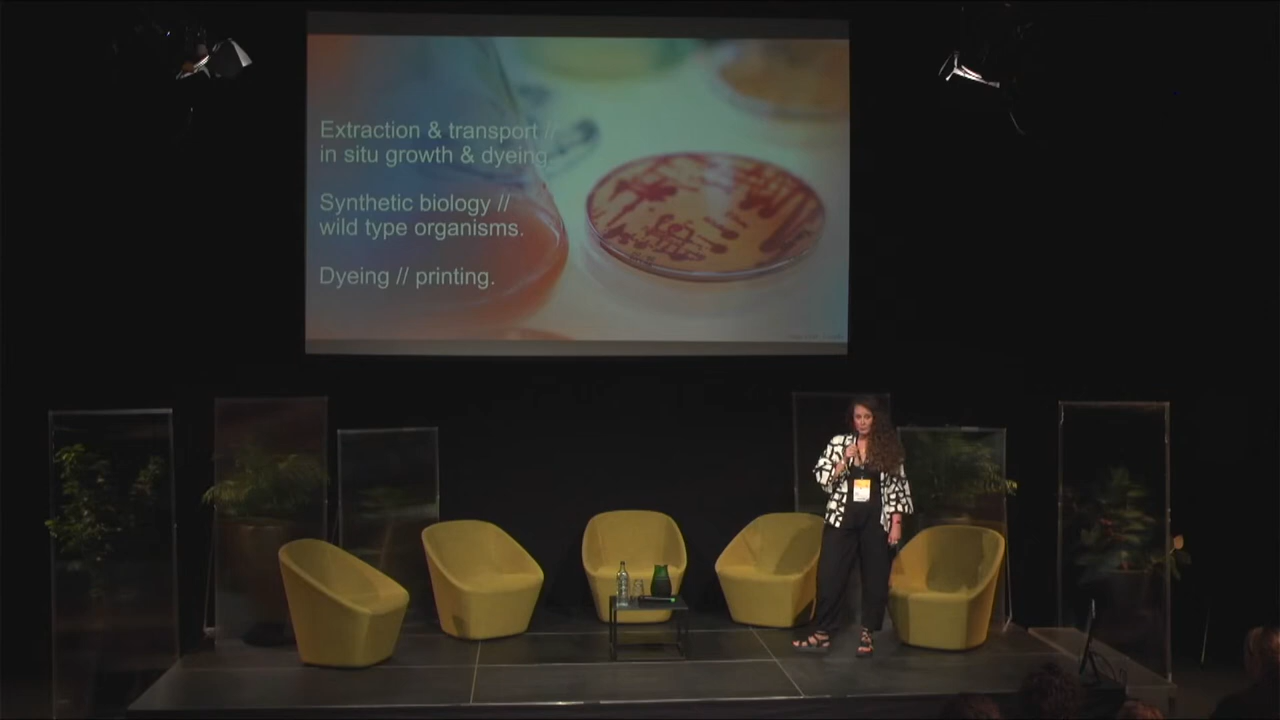 Extraction & transport //
in situ growth & dyeing.
Synthetic biology //
wild type organisms.
Dyeing // printing.